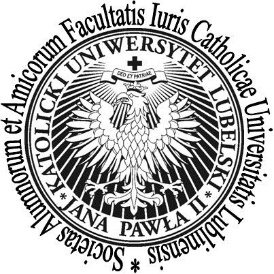 Societas Alumnorum et Amicorum Facultatis Iuris Catholicae Universitatis Lublinensis *
* KATOLICKI UNIWERSYTET LUBELSKI *
JANA PAWŁA II
DEO ET PATRIAE